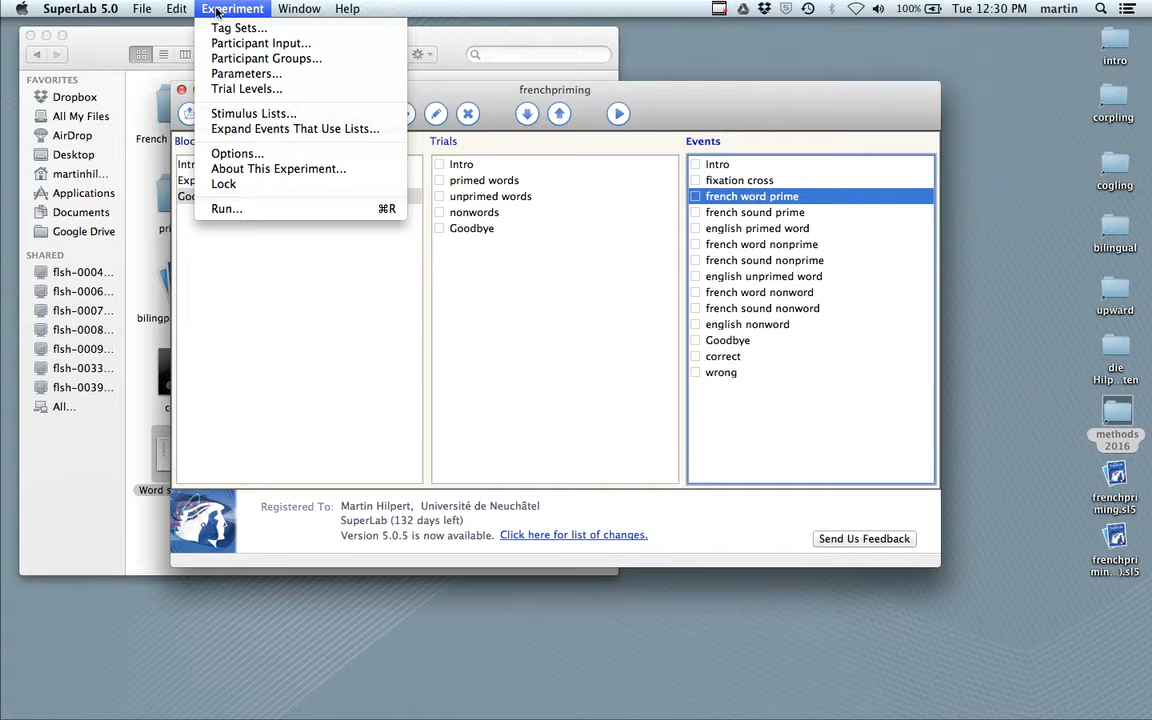 SuperLab 5.0 File Edit Experiment Window Help 100% Tue 12:30 PM martin
Tag Sets...
Participant Input...
Participant Groups...
Parameters...
Trial Levels...
Stimulus Lists...
Expand Events That Use Lists...
Options...
About This Experiment...
Lock
Run... ⌘R
FAVORITES
Dropbox
All My Files
AirDrop
Desktop
martinhil...
Applications
Documents
Google Drive
SHARED
flsh-0004...
flsh-0006...
flsh-0007...
flsh-0008...
flsh-0009...
flsh-0033...
flsh-0039...
All...
French
bilingp
Word s
frenchpriming
Trials
Intro
primed words
unprimed words
nonwords
Goodbye
Events
Intro
fixation cross
french word prime
french sound prime
english primed word
french word nonprime
french sound nonprime
english unprimed word
french word nonword
french sound nonword
english nonword
Goodbye
correct
wrong
Registered To: Martin Hilpert, Université de Neuchâtel
SuperLab (132 days left)
Version 5.0.5 is now available. Click here for list of changes.
Send Us Feedback
intro
corpling
cogling
bilingual
upward
die
Hilp...ten
methods
2016
frenchpri
ming.sl5
frenchpri
min...).sl5